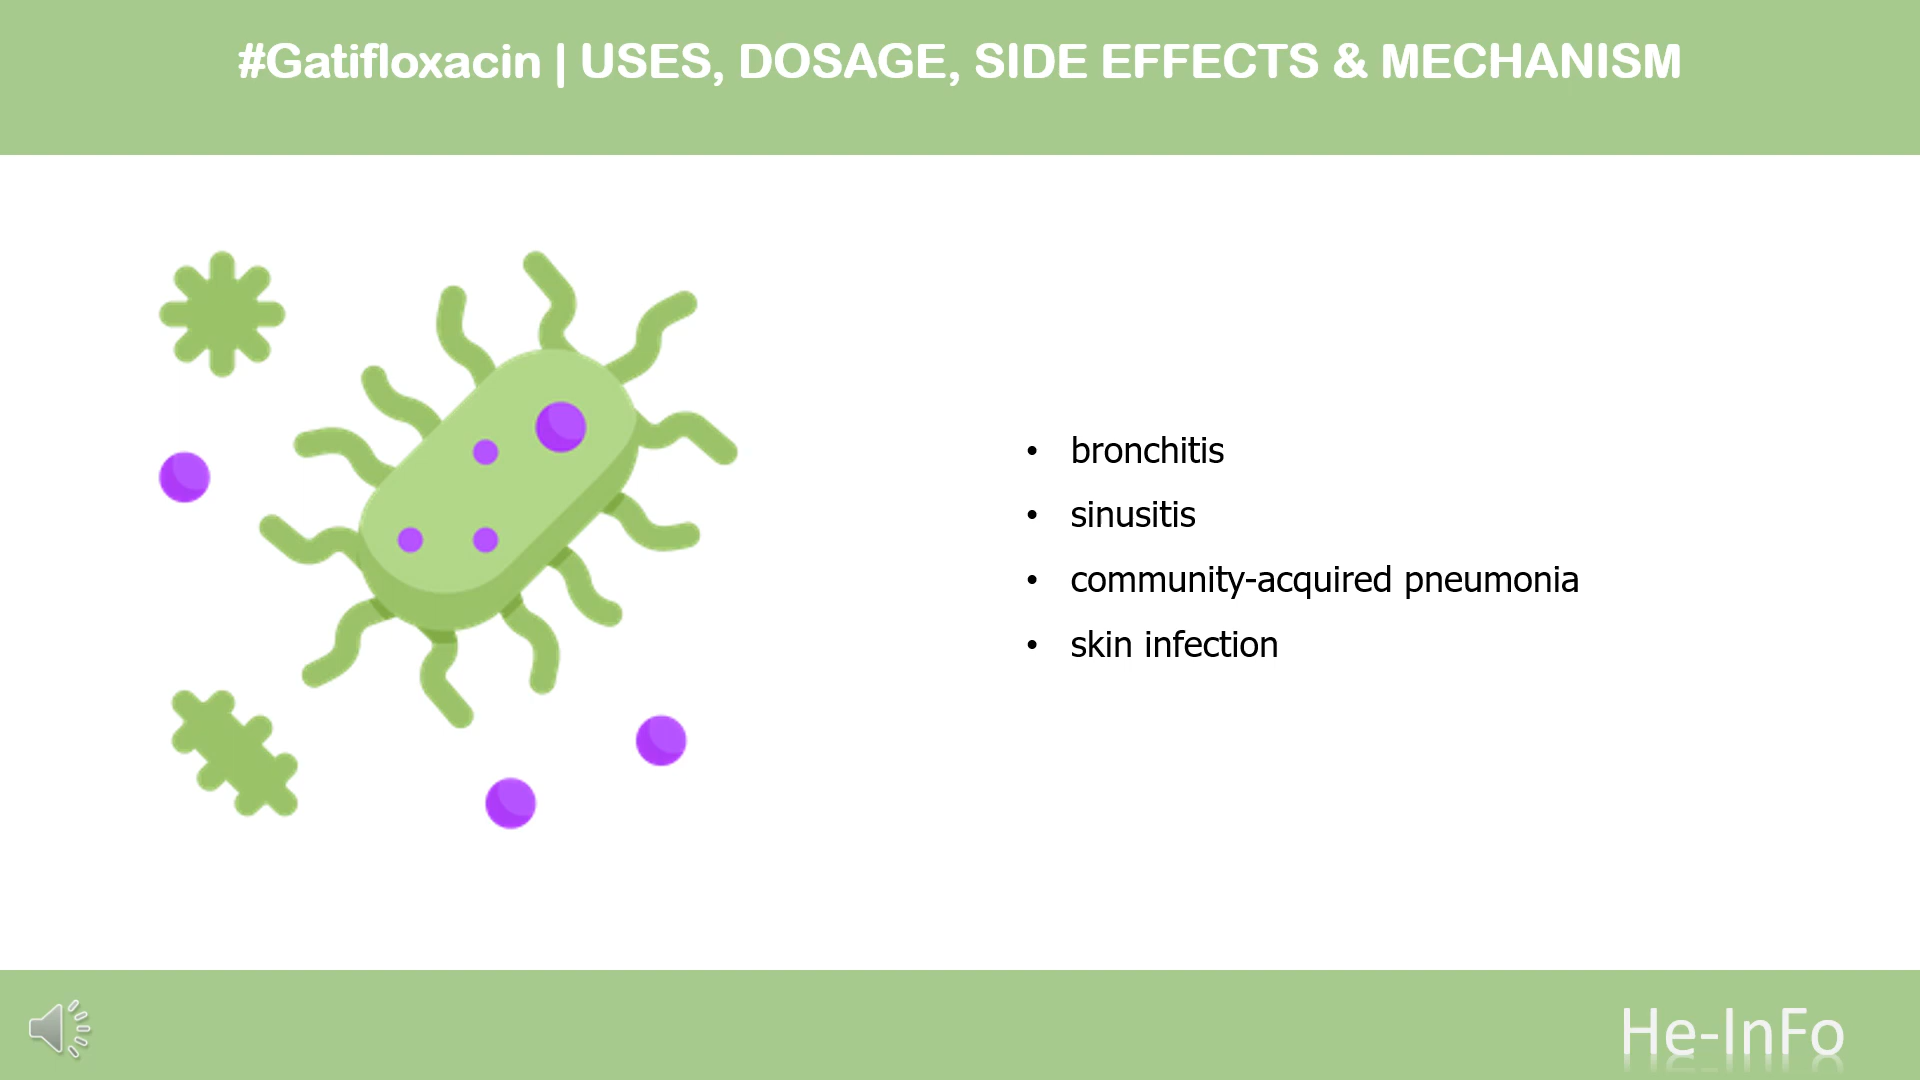 #Gatifloxacin | USES, DOSAGE, SIDE EFFECTS & MECHANISM
• bronchitis
• sinusitis
• community-acquired pneumonia
• skin infection
He-InFo